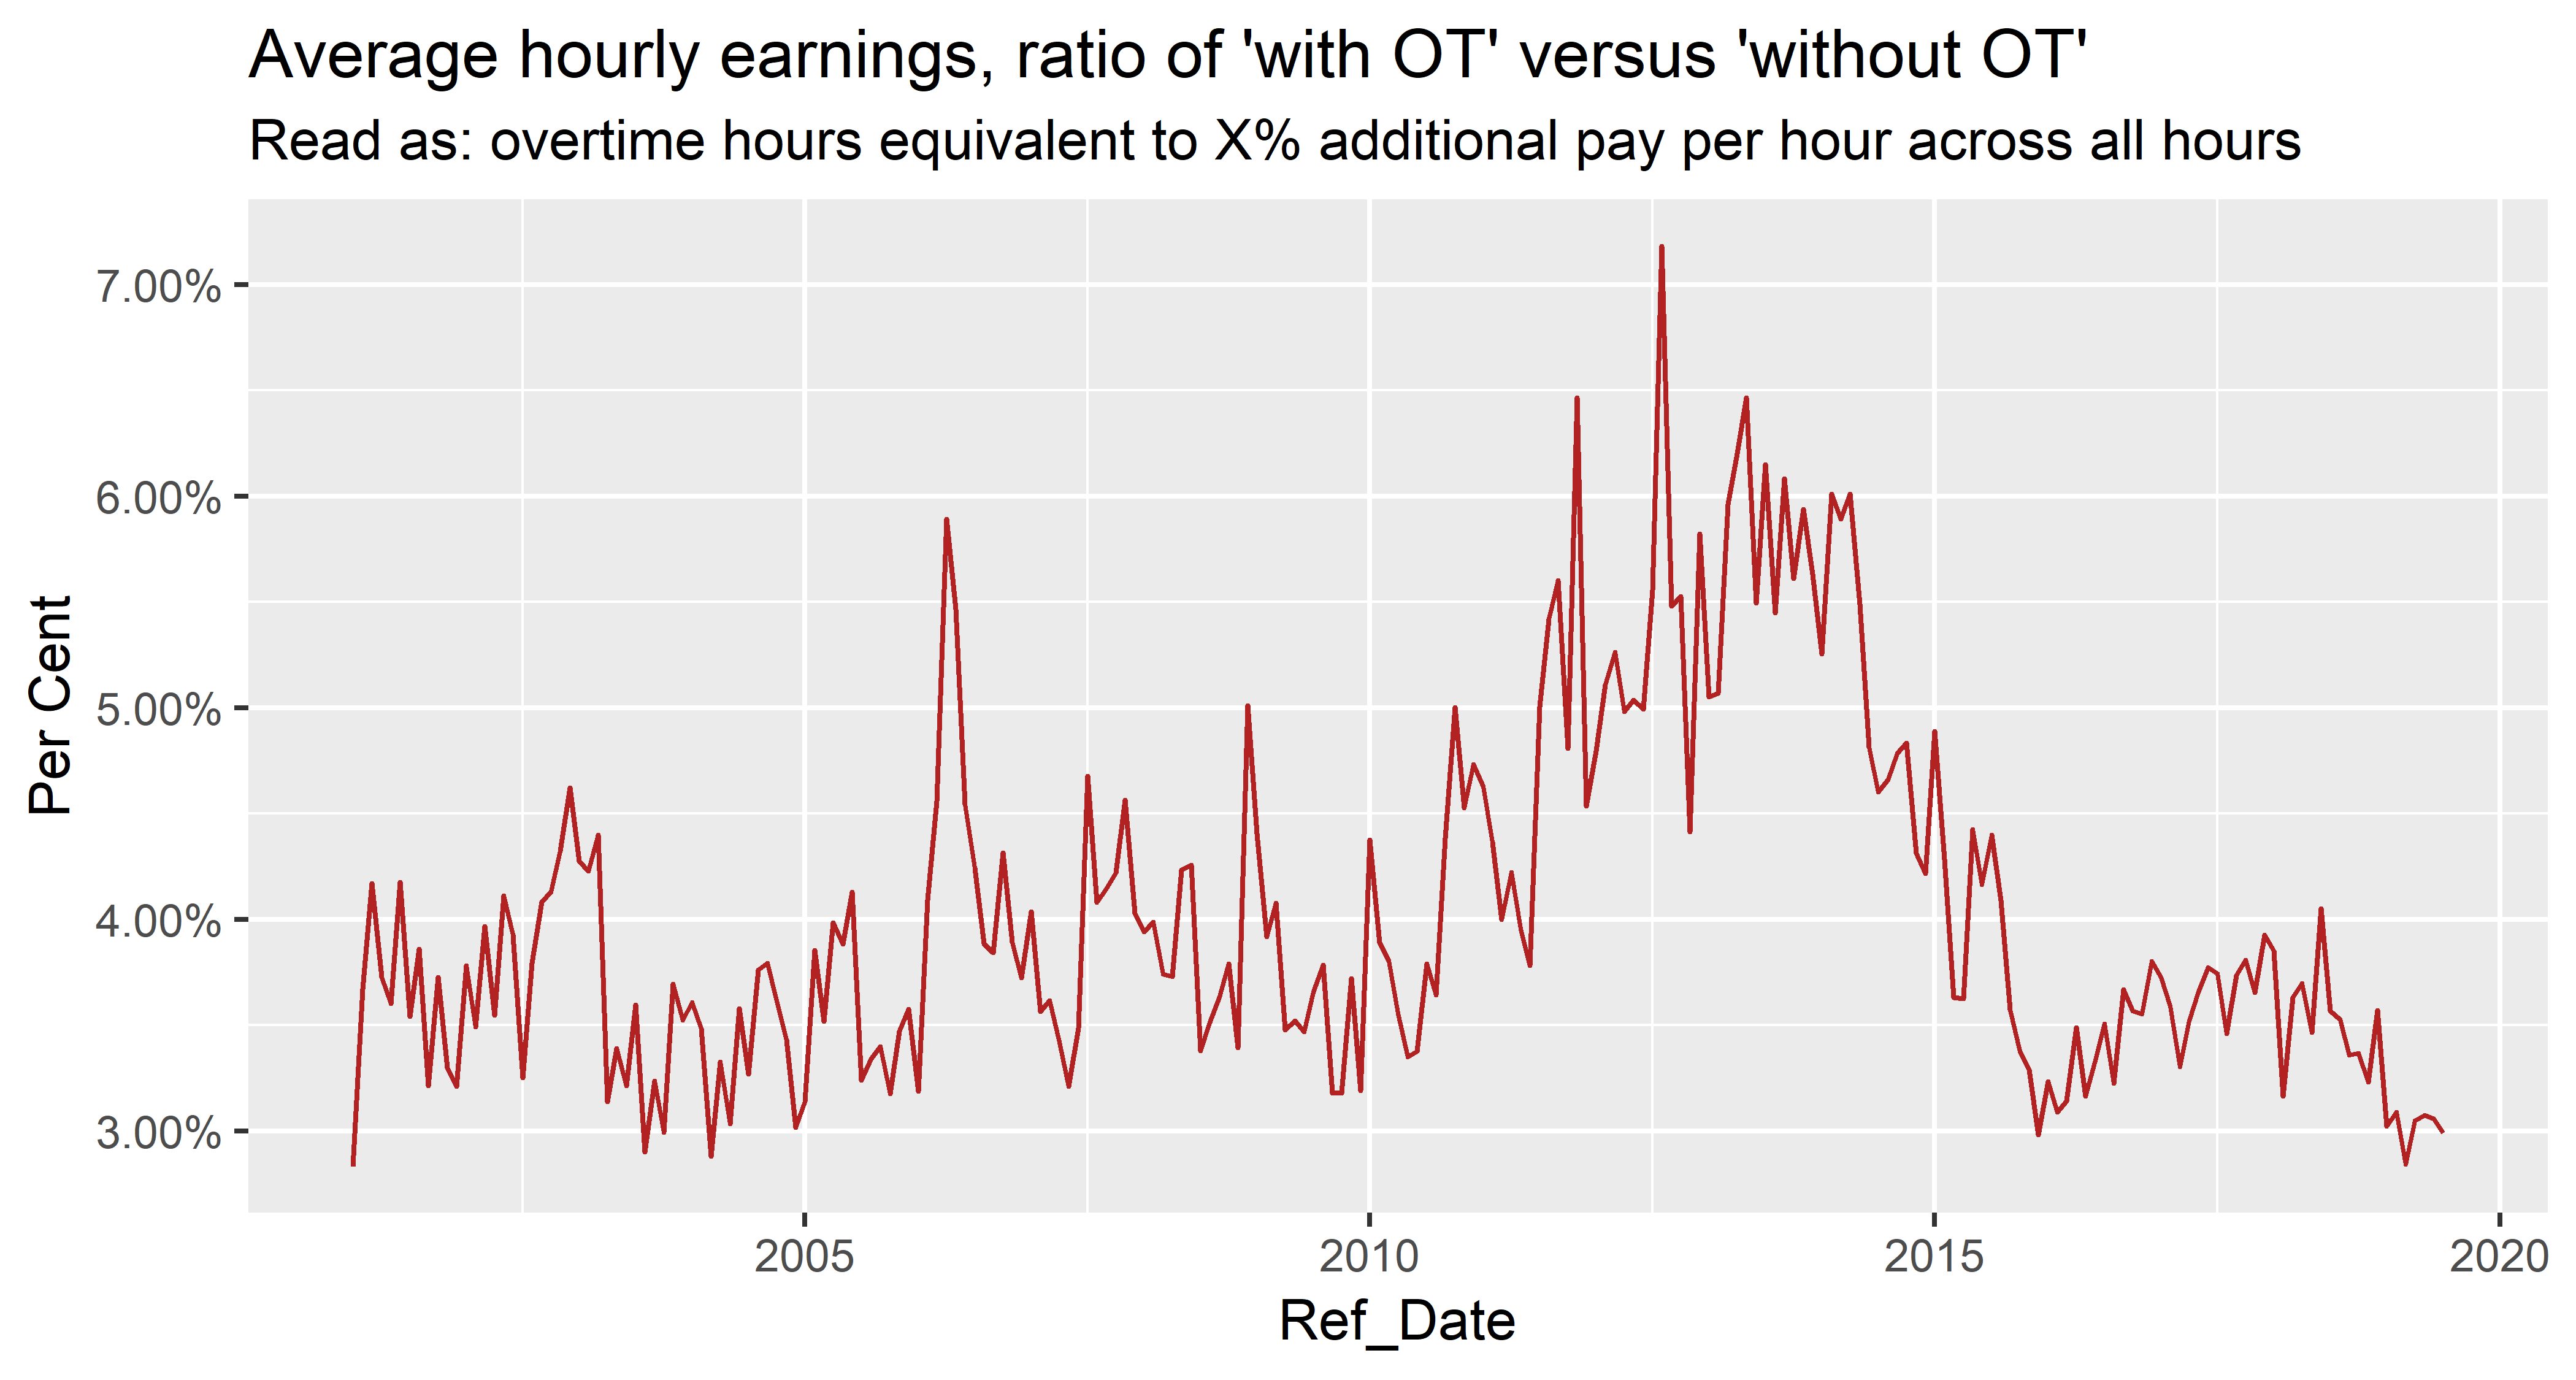 Average hourly earnings, ratio of 'with OT' versus 'without OT'
Read as: overtime hours equivalent to X% additional pay per hour across all hours
7.00%
6.00%
5.00%
4.00%
3.00%
Per Cent
2005
2010
2015
2020
Ref_Date